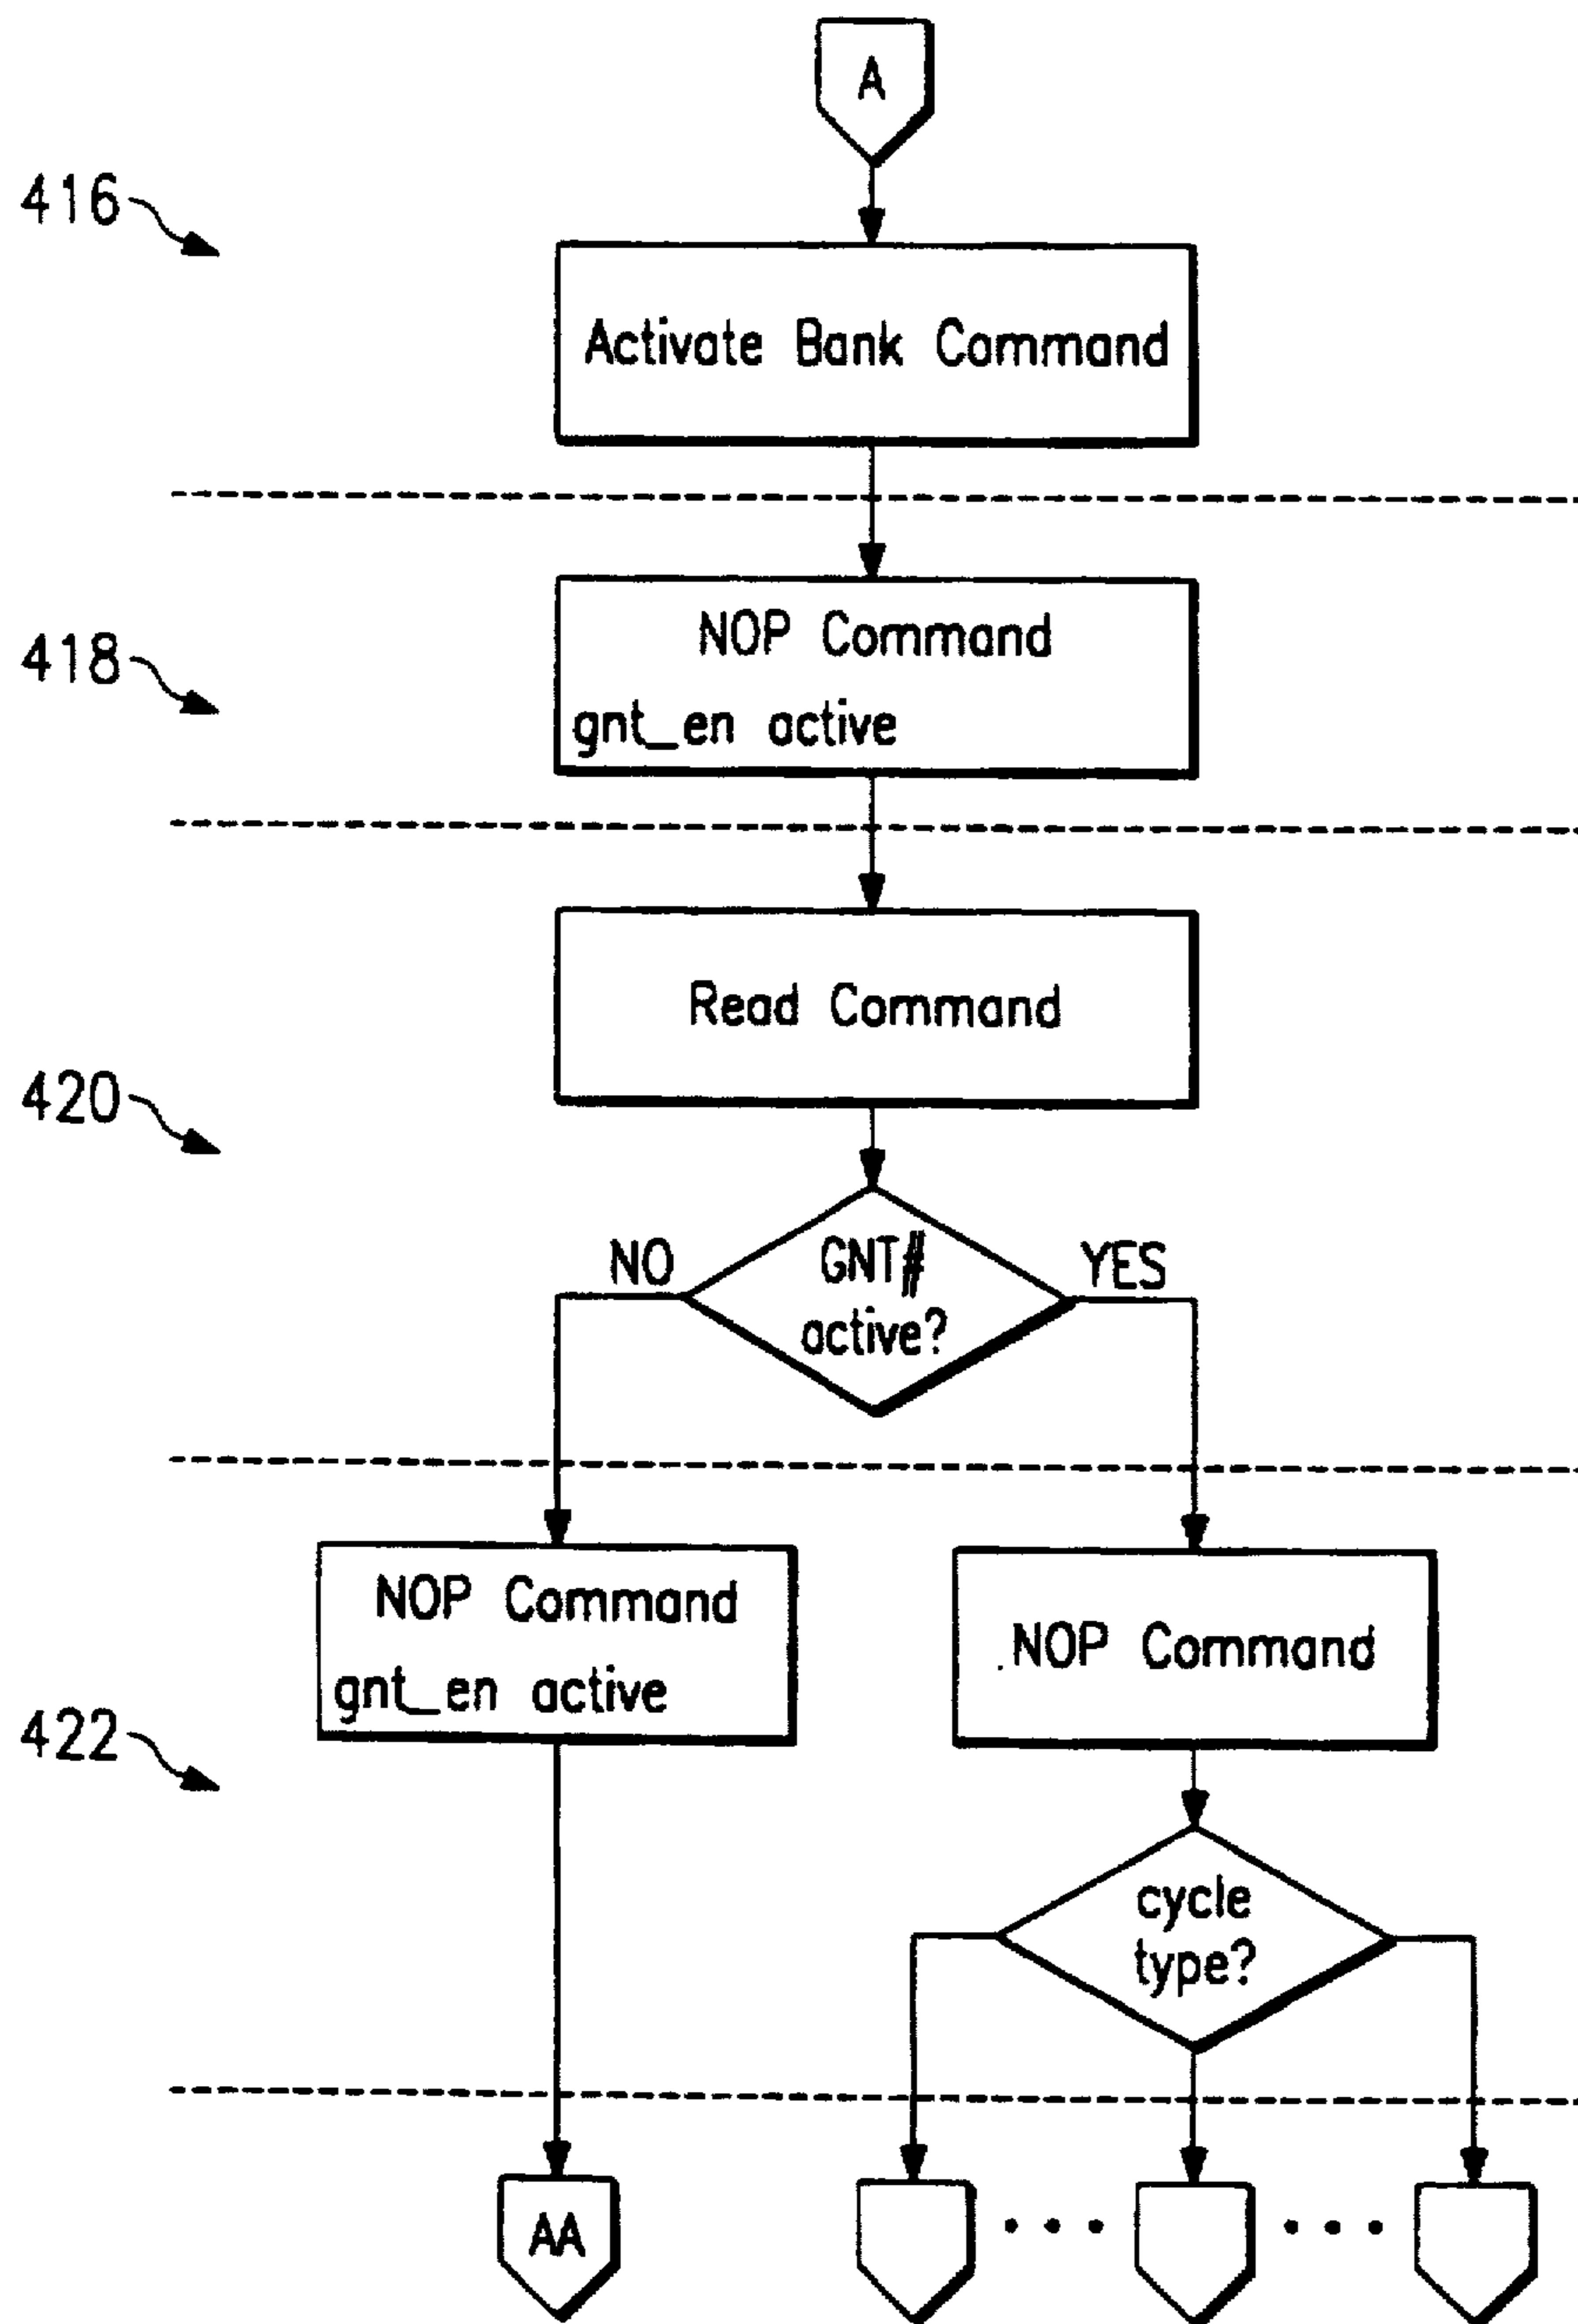 A
416
Activate Bank Command
NOP Command
418
gnt_en active
Read Command
420
NO
GNT#
YES
active?
NOP Command
NOP Command
gnt_en active
422
cycle
type?
AA